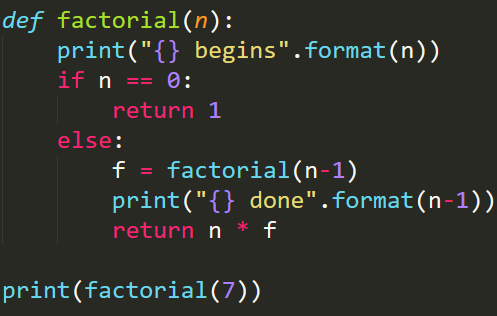 def factorial(n):
    print("{} begins".format(n))
    if n == 0:
        return 1
    else:
        f = factorial(n-1)
        print("{} done".format(n-1))
        return n * f

print(factorial(7))